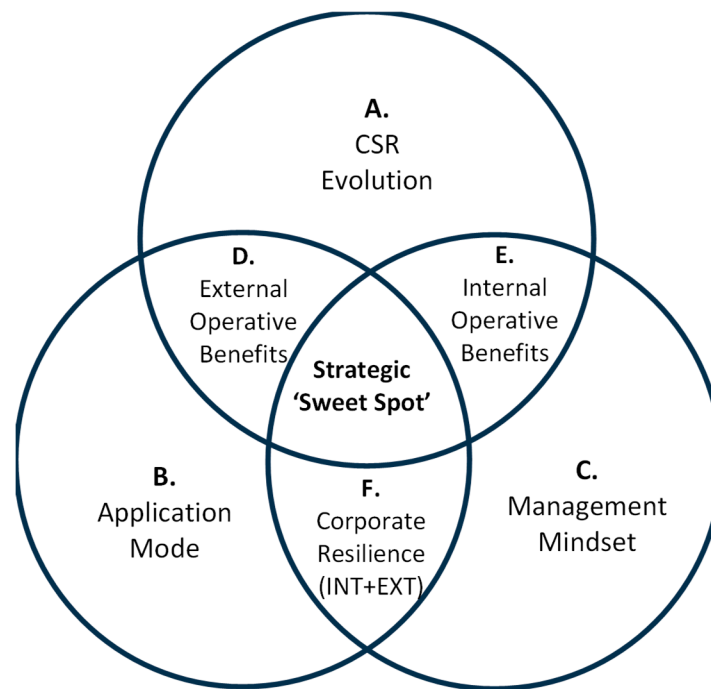 A.
CSR
Evolution
D.
External
Operative
Benefits
E.
Internal
Operative
Benefits
Strategic
‘Sweet Spot’
B.
Application
Mode
F.
Corporate
Resilience
(INT+EXT)
C.
Management
Mindset